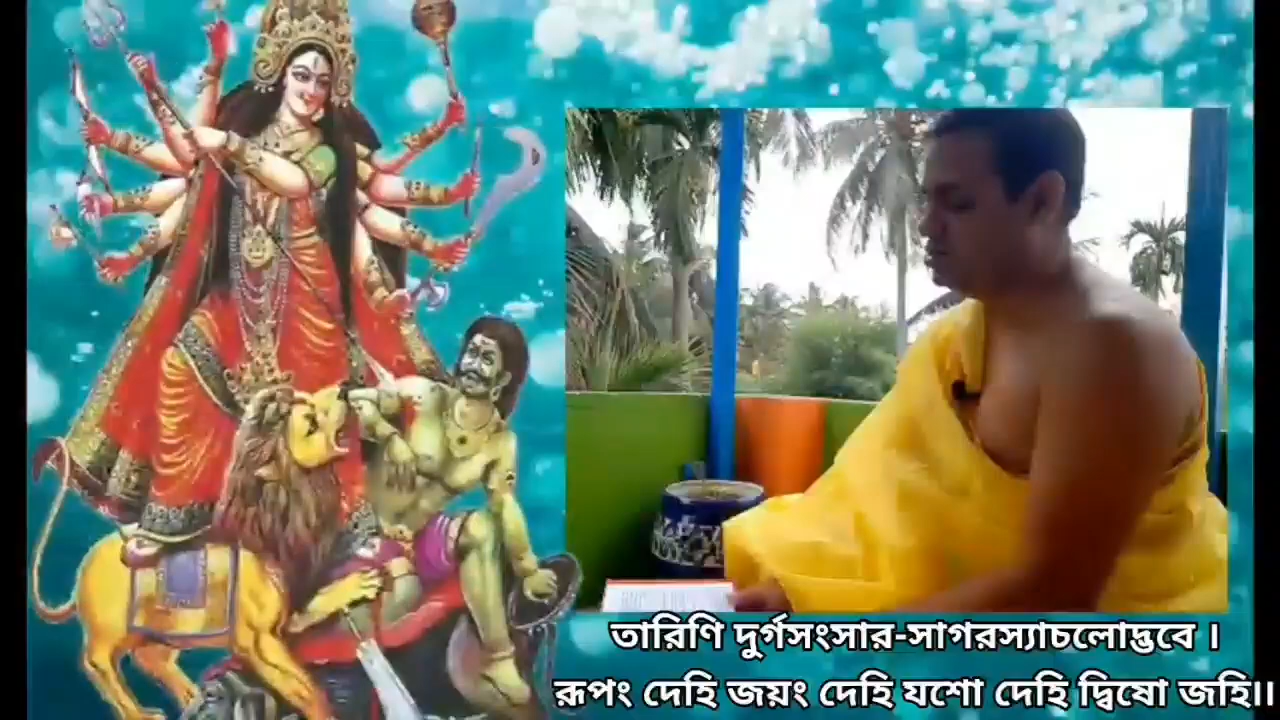 তারিণি দুর্গসংসার-সাগরস্যাচলোদ্ভবে ।
রূপং দেহি জয়ং দেহি যশো দেহি দ্বিষো জহি।।